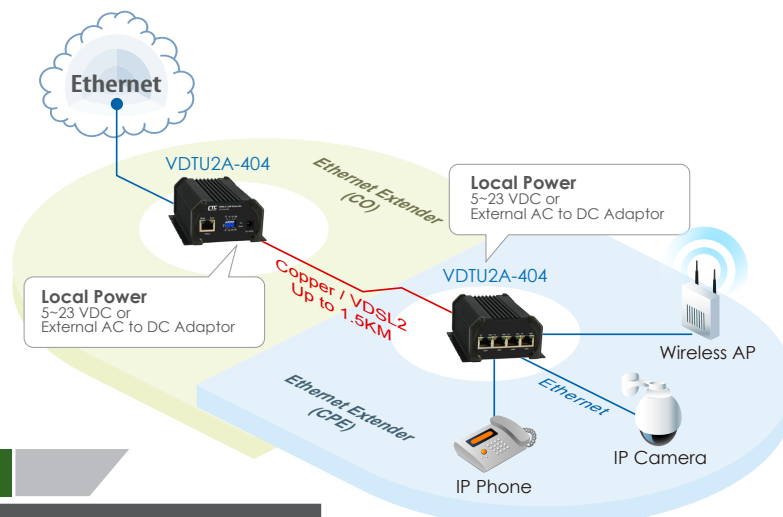 Ethernet
VDTU2A-404
Ethernet Extender
(CO)
Local Power
5~23 VDC or
External AC to DC Adaptor
CTC
VDTU2A-404
Local Power
5~23 VDC or
External AC to DC Adaptor
Copper / VDSL2
Up to 1.5KM
Wireless AP
Ethernet
Ethernet Extender
(CPE)
IP Camera
IP Phone